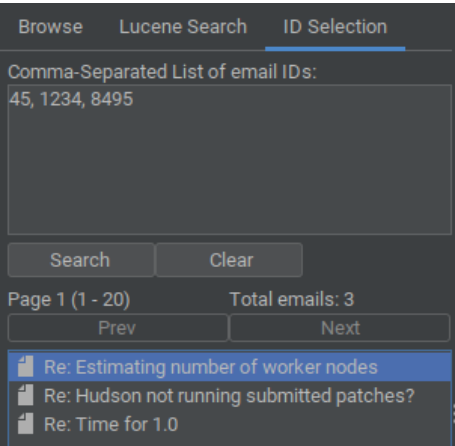 Browse Lucene Search ID Selection
Comma-Separated List of email IDs:
45, 1234, 8495
Search Clear
Page 1 (1 - 20) Total emails: 3
Prev Next
Re: Estimating number of worker nodes
Re: Hudson not running submitted patches?
Re: Time for 1.0